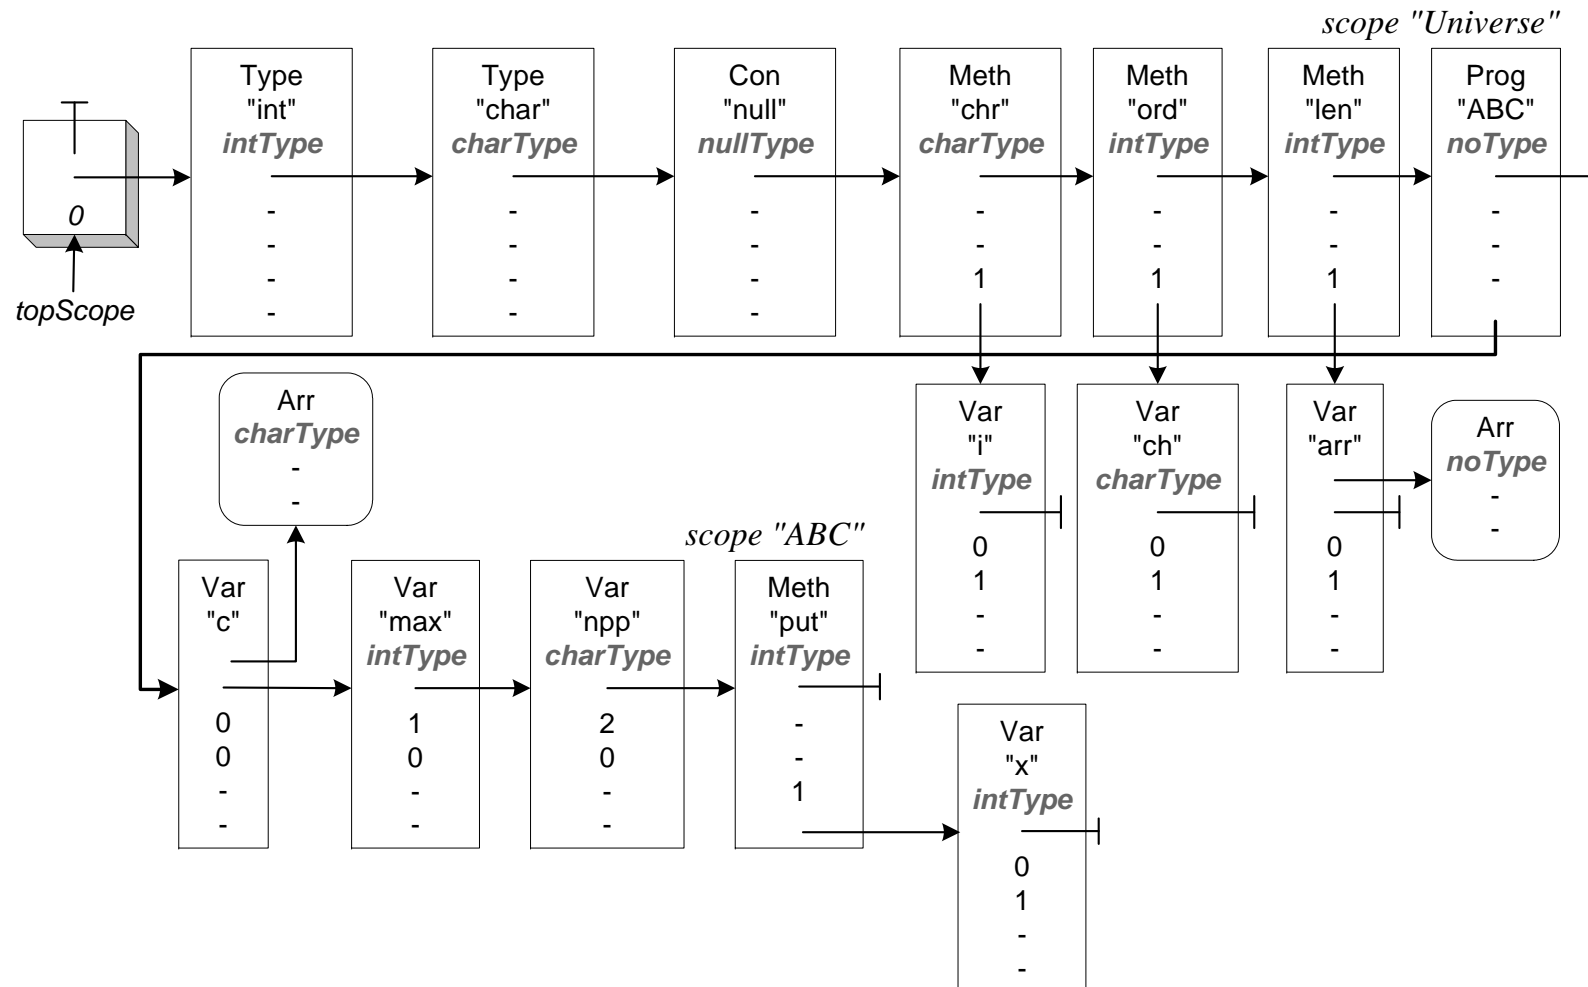 scope "Universe"
Type
"int"
intType
-
-
-
-
Type
"char"
charType
-
-
-
-
Con
"null"
nullType
-
-
-
-
Meth
"chr"
charType
-
-
1
Meth
"ord"
intType
-
-
1
Meth
"len"
intType
-
-
1
Prog
"ABC"
noType
-
-
-
0
topScope
Arr
charType
-
-
Var
"i"
intType
0
1
-
-
Var
"ch"
charType
0
1
-
-
Var
"arr"
0
1
-
-
Arr
noType
-
-
scope "ABC"
Var
"c"
0
0
-
-
Var
"max"
intType
1
0
-
-
Var
"npp"
charType
2
0
-
-
Meth
"put"
intType
-
-
1
Var
"x"
intType
0
1
-
-